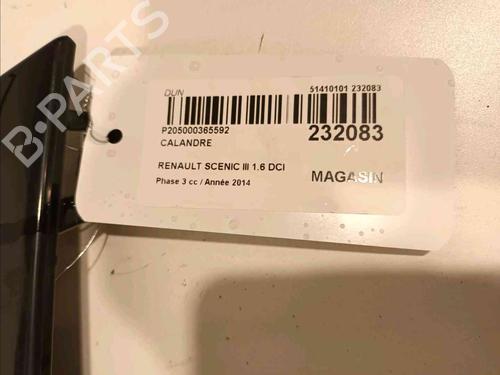 DUN 51410101 232083
P205000365592 232083
CALANDRE
RENAULT SCENIC III 1.6 DCI
Phase 3 cc / Année 2014 MAGASIN
B-PARTS